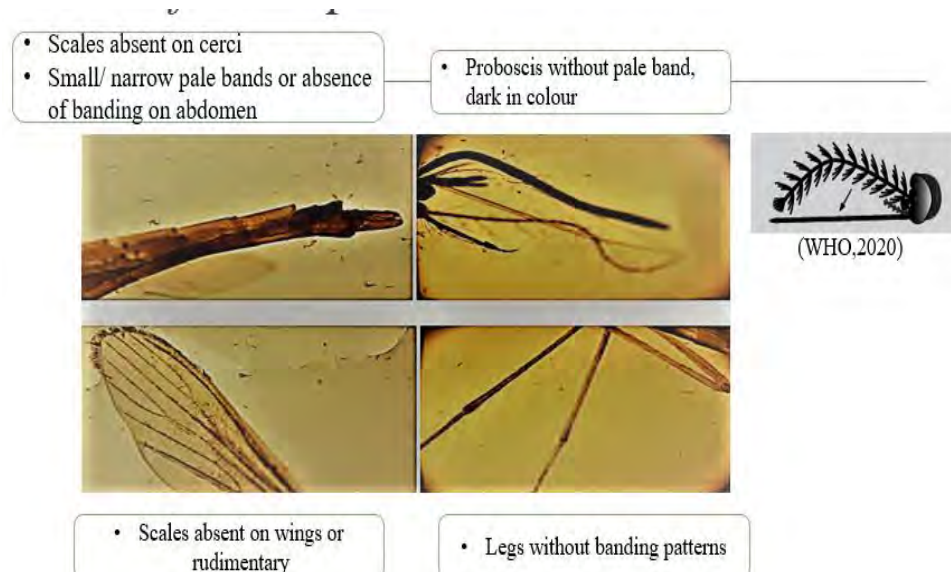 • Scales absent on cerci
• Small/ narrow pale bands or absence
of banding on abdomen
• Proboscis without pale band,
dark in colour
(WHO,2020)
• Scales absent on wings or
rudimentary
• Legs without banding patterns